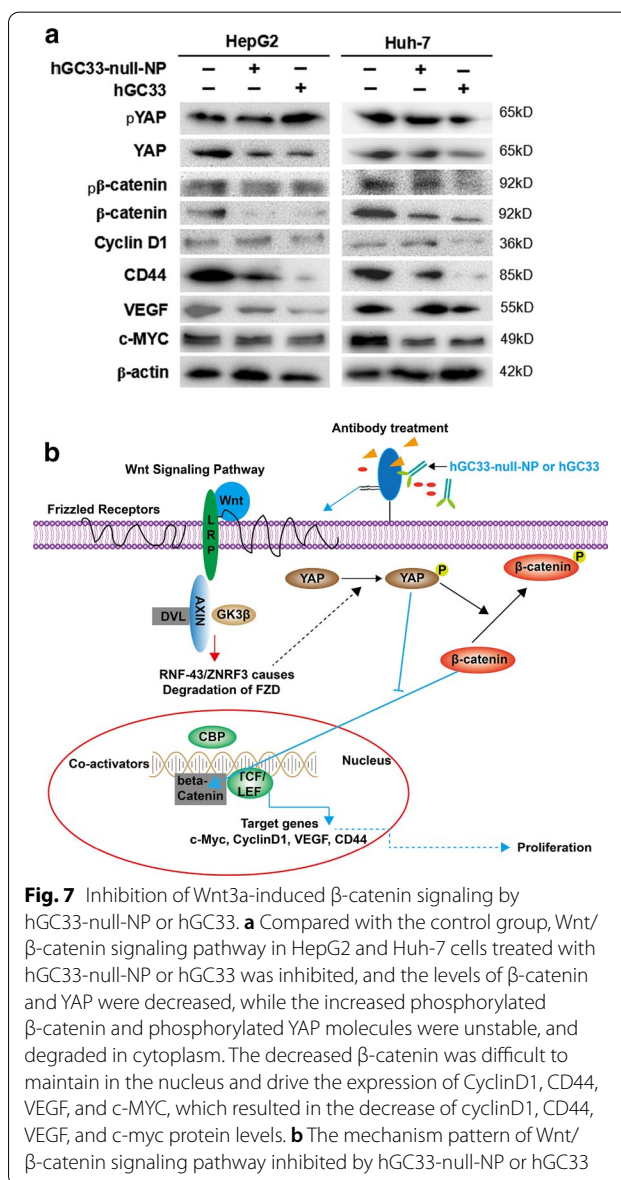 a
HepG2
Huh-7
hGC33-null-NP – + – – + –
hGC33 – – + – – +
pYAP 65kD
YAP 65kD
pβ-catenin 92kD
β-catenin 92kD
Cyclin D1 36kD
CD44 85kD
VEGF 55kD
c-MYC 49kD
β-actin 42kD
b
Antibody treatment
hGC33-null-NP or hGC33
Wnt Signaling Pathway
Wnt
Frizzled Receptors
LRP
P
YAP
YAP
P
β-catenin
AXIN
DVL
GK3β
β-catenin
RNF-43/ZNRF3 causes
Degradation of FZD
CBP
Co-activators
Nucleus
beta-
Catenin
TCF/
LEF
Target genes
c-Myc, CyclinD1, VEGF, CD44
Proliferation
Fig. 7 Inhibition of Wnt3a-induced β-catenin signaling by
hGC33-null-NP or hGC33. a Compared with the control group, Wnt/
β-catenin signaling pathway in HepG2 and Huh-7 cells treated with
hGC33-null-NP or hGC33 was inhibited, and the levels of β-catenin
and YAP were decreased, while the increased phosphorylated
β-catenin and phosphorylated YAP molecules were unstable, and
degraded in cytoplasm. The decreased β-catenin was difficult to
maintain in the nucleus and drive the expression of CyclinD1, CD44,
VEGF, and c-MYC, which resulted in the decrease of cyclinD1, CD44,
VEGF, and c-myc protein levels. b The mechanism pattern of Wnt/
β-catenin signaling pathway inhibited by hGC33-null-NP or hGC33